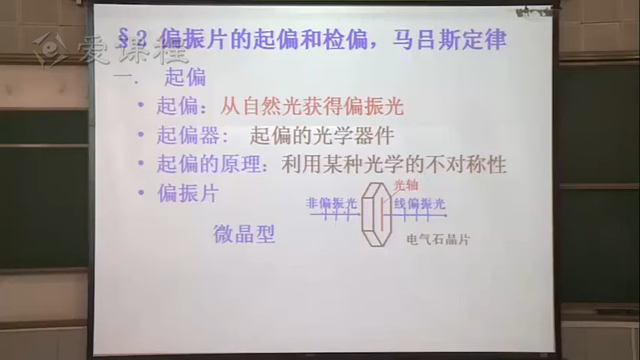 §2 偏振片的起偏和检偏，马吕斯定律
爱课程
一． 起偏
• 起偏：从自然光获得偏振光
• 起偏器： 起偏的光学器件
• 起偏的原理：利用某种光学的不对称性
• 偏振片
光轴
非偏振光
线偏振光
微晶型
电气石晶片